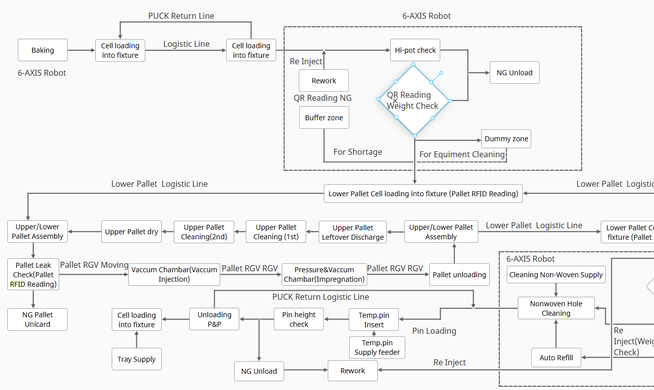 PUCK Return Line
6-AXIS Robot
Baking
Cell loading
into fixture
Logistic Line
Cell loading
into fixture
Hi-pot check
6-AXIS Robot
Re Inject
Rework
NG Unload
QR Reading NG
QR Reading
Weight Check
Buffer zone
Dummy zone
For Shortage
For Equiment Cleaning
Lower Pallet Logistic Line
Lower Pallet Cell loading into fixture (Pallet RFID Reading)
Lower Pallet Logistic
Upper/Lower
Pallet Assembly
Upper Pallet dry
Upper Pallet
Cleaning(2nd)
Upper Pallet
Cleaning (1st)
Upper Pallet
Leftover Discharge
Upper/Lower Pallet
Assembly
Lower Pallet Logistic Line
Lower Pallet Ce
fixture (Pallet
Pallet Leak
Check(Pallet
RFID Reading)
Pallet RGV Moving
Vaccum Chambar(Vaccum
Injection)
Pallet RGV RGV
Pressure&Vaccum
Chambar(Impregnation)
Pallet RGV RGV
Pallet unloading
6-AXIS Robot
Cleaning Non-Woven Supply
PUCK Return Logistic Line
NG Pallet
Unicard
Cell loading
into fixture
Unloading
P&P
Pin height
check
Temp.pin
Insert
Pin Loading
Nonwoven Hole
Cleaning
Re
Inject(Weig
Check)
Tray Supply
Temp.pin
Supply feeder
Auto Refill
NG Unload
Rework
Re Inject